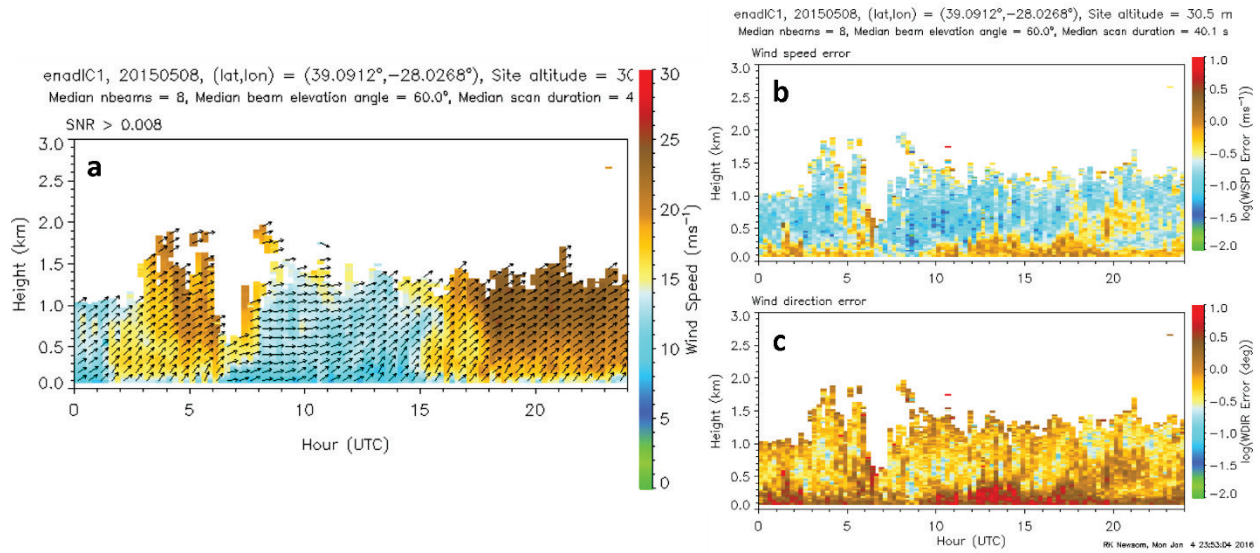 enadlC1, 20150508, (lat,lon) = (39.0912°,−28.0268°), Site altitude = 30
Median nbeams = 8, Median beam elevation angle = 60.0°, Median scan duration = 4
SNR > 0.008
a
3.0
2.5
2.0
1.5
1.0
0.5
0.0
Height (km)
0 5 10 15 20
Hour (UTC)
30
25
20
15
10
5
0
Wind Speed (ms⁻¹)
enadlC1, 20150508, (lat,lon) = (39.0912°,−28.0268°), Site altitude = 30.5 m
Median nbeams = 8, Median beam elevation angle = 60.0°, Median scan duration = 40.1 s
Wind speed error
b
3.0
2.5
2.0
1.5
1.0
0.5
0.0
Height (km)
0 5 10 15 20
1.0
0.5
0.0
−0.5
−1.0
−1.5
−2.0
log(WSPD Error (ms⁻¹))
Wind direction error
c
3.0
2.5
2.0
1.5
1.0
0.5
0.0
Height (km)
0 5 10 15 20
Hour (UTC)
1.0
0.5
0.0
−0.5
−1.0
−1.5
−2.0
log(WDIR Error (deg))
RK Newsom, Mon Jan 4 23:53:04 2016